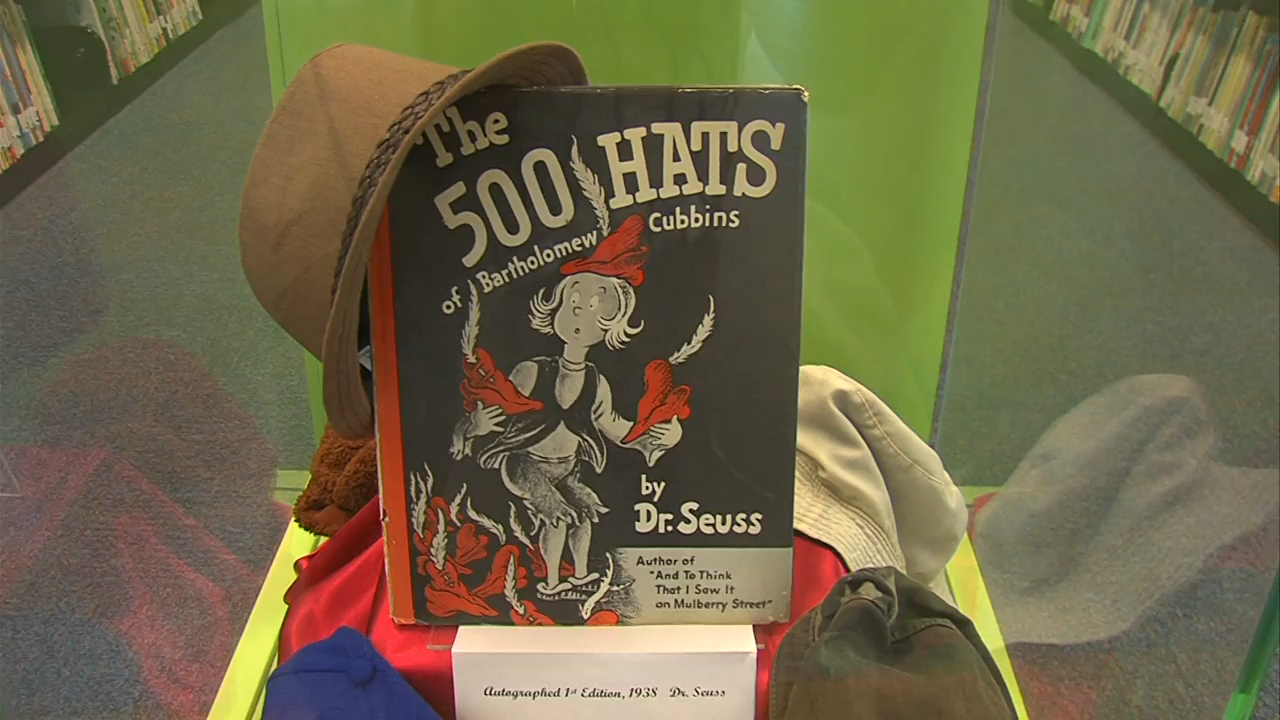 The
500 HATS
of Bartholomew Cubbins
by
Dr. Seuss
Author of
"And To Think
That I Saw It
on Mulberry Street"
Autographed 1st Edition, 1938 Dr. Seuss